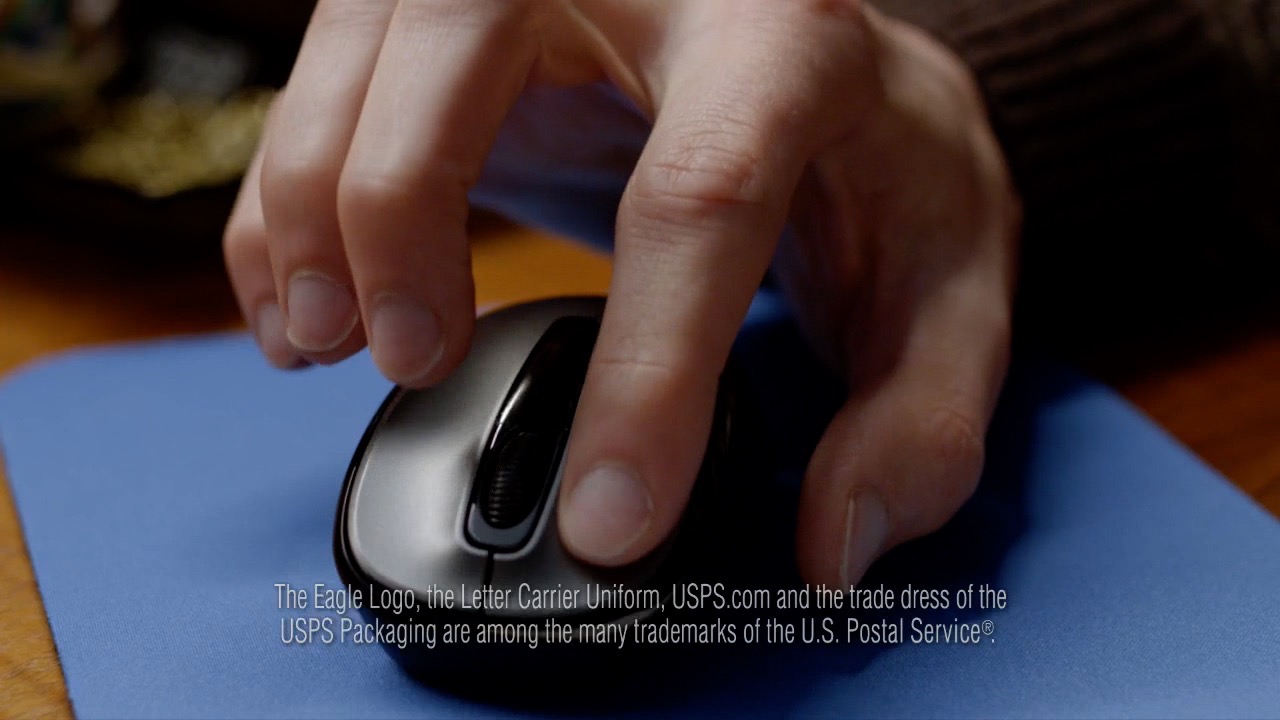 The Eagle Logo, the Letter Carrier Uniform, USPS.com and the trade dress of the
USPS Packaging are among the many trademarks of the U.S. Postal Service®.